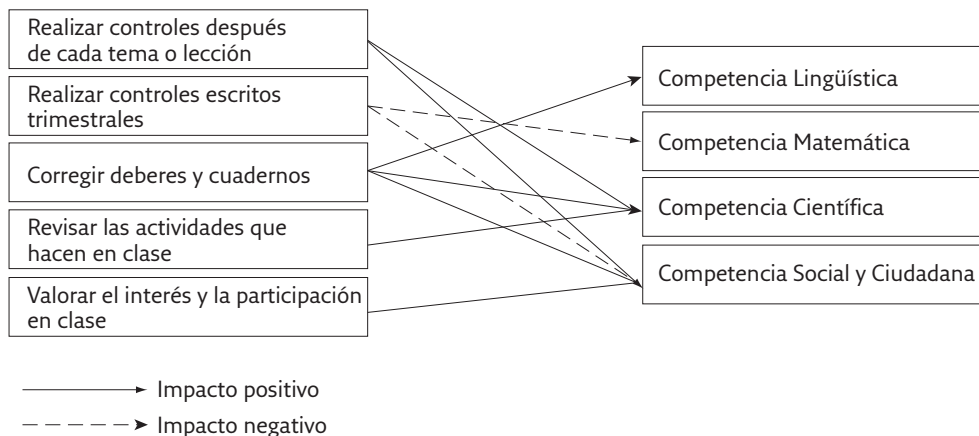 Realizar controles después
de cada tema o lección
Realizar controles escritos
trimestrales
Corregir deberes y cuadernos
Revisar las actividades que
hacen en clase
Valorar el interés y la participación
en clase
Competencia Lingüística
Competencia Matemática
Competencia Científica
Competencia Social y Ciudadana
Impacto positivo
Impacto negativo